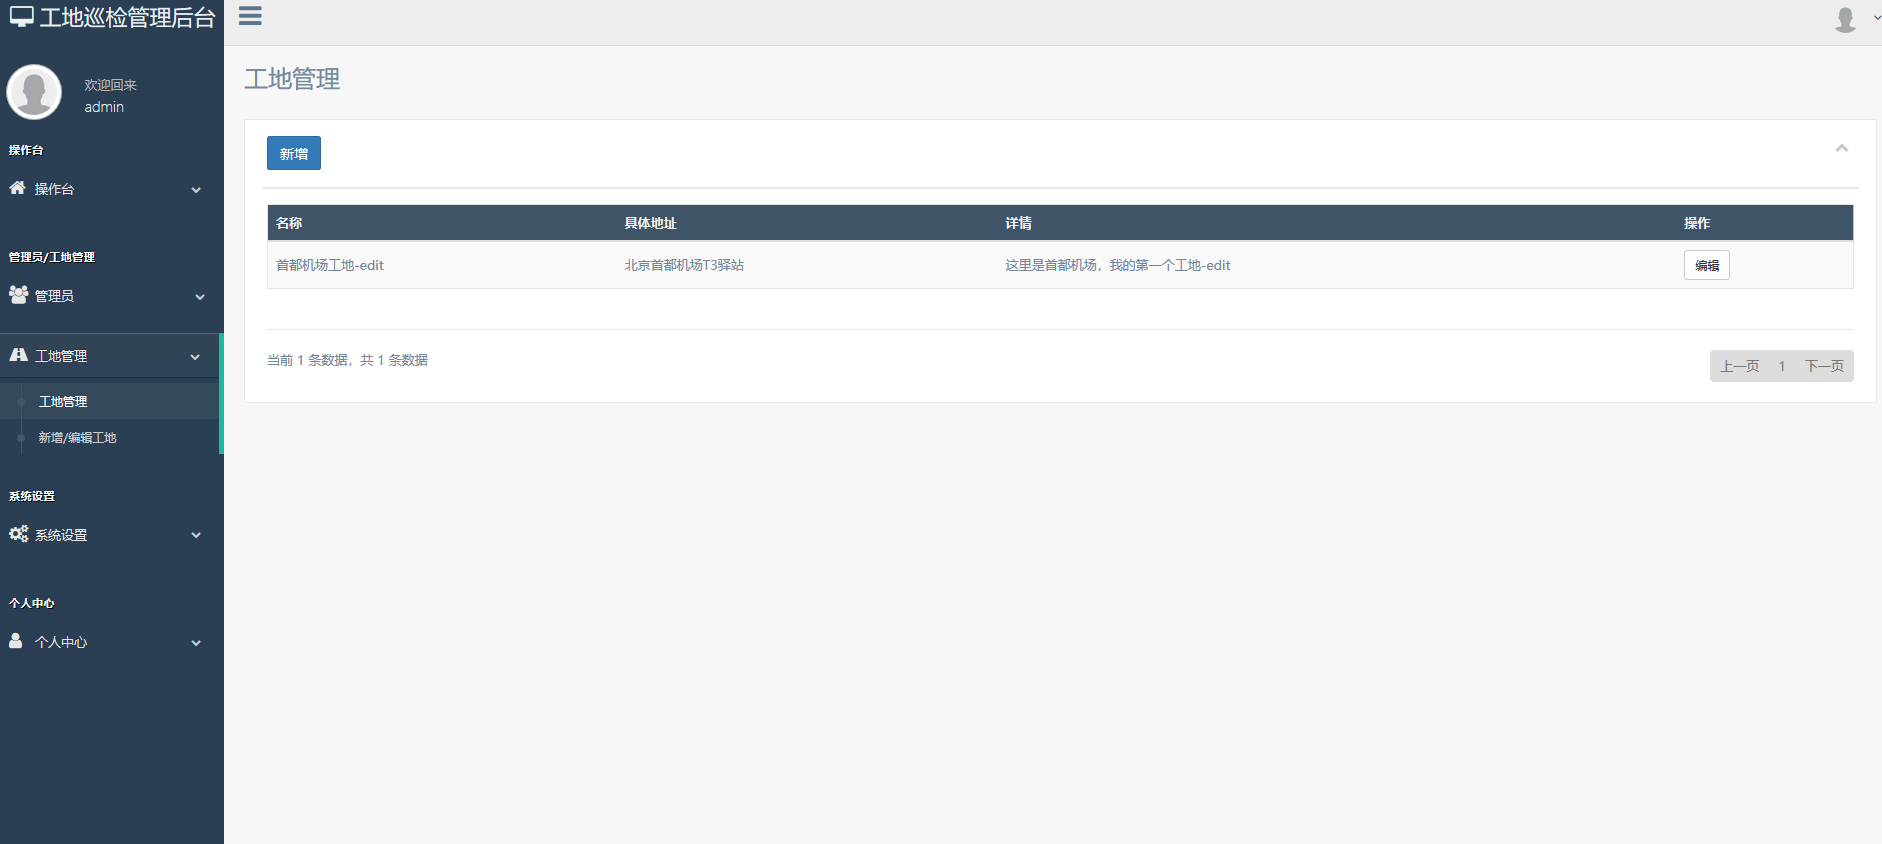 工地巡检管理后台
欢迎回来
admin
操作台
操作台
管理员/工地管理
管理员
工地管理
工地管理
新增/编辑工地
系统设置
系统设置
个人中心
个人中心
工地管理
新增
名称 具体地址 详情 操作
首都机场工地-edit 北京首都机场T3驿站 这里是首都机场，我的第一个工地-edit 编辑
当前 1 条数据，共 1 条数据
上一页 1 下一页